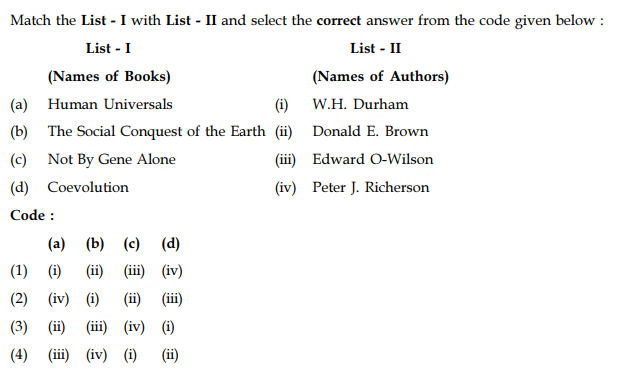 Match the List - I with List - II and select the correct answer from the code given below :
List - I List - II
(Names of Books) (Names of Authors)
(a) Human Universals (i) W.H. Durham
(b) The Social Conquest of the Earth (ii) Donald E. Brown
(c) Not By Gene Alone (iii) Edward O-Wilson
(d) Coevolution (iv) Peter J. Richerson
Code :
(a) (b) (c) (d)
(1) (i) (ii) (iii) (iv)
(2) (iv) (i) (ii) (iii)
(3) (ii) (iii) (iv) (i)
(4) (iii) (iv) (i) (ii)